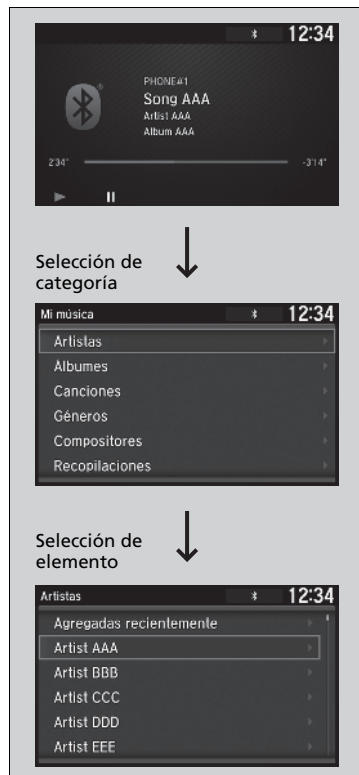 12:34
PHONE#1
Song AAA
Artist AAA
Album AAA
2'34"
-3'14"
Selección de
categoría
Mi música
12:34
Artistas
Álbumes
Canciones
Géneros
Compositores
Recopilaciones
Selección de
elemento
Artistas
12:34
Agregadas recientemente
Artist AAA
Artist BBB
Artist CCC
Artist DDD
Artist EEE